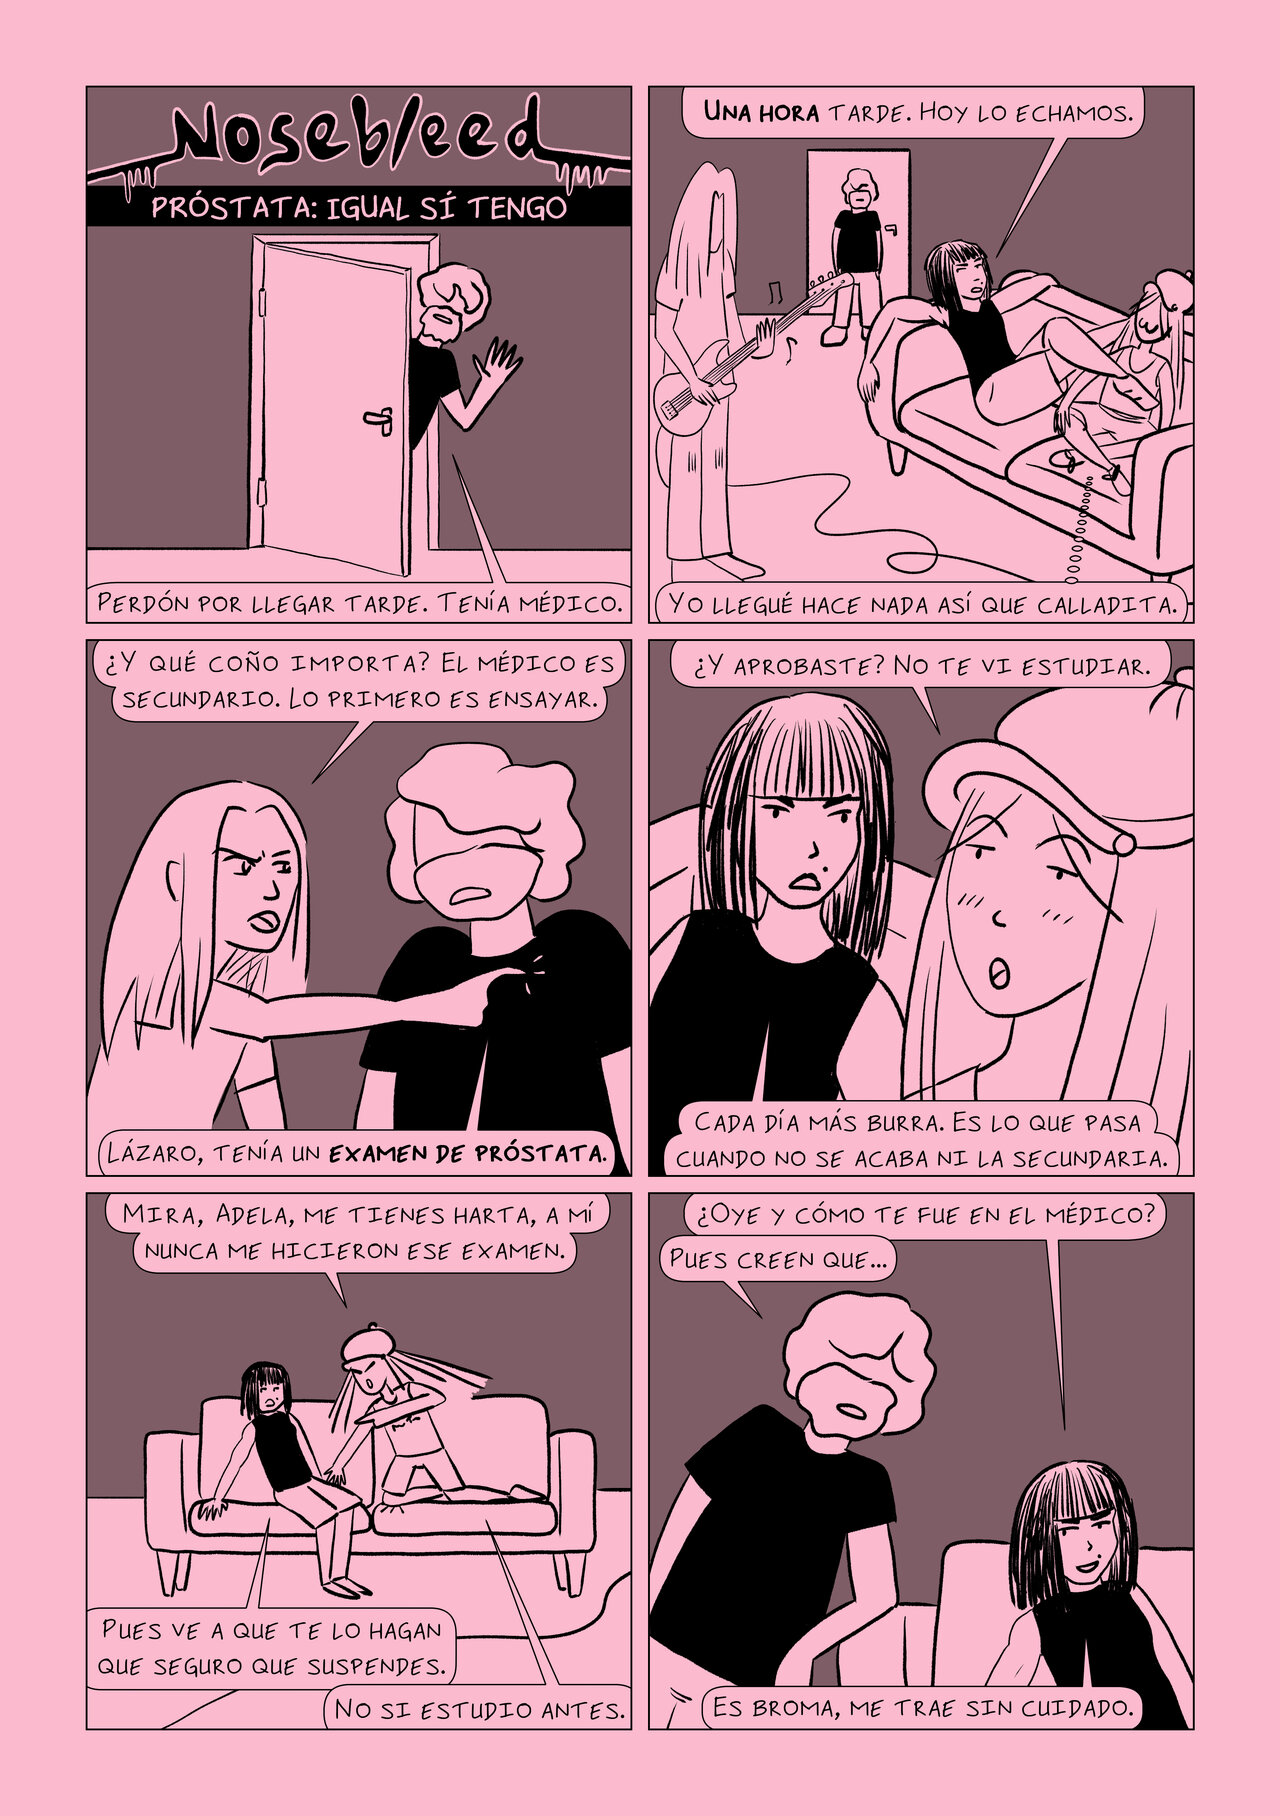 Nosebleed
PRÓSTATA: IGUAL SÍ TENGO
PERDÓN POR LLEGAR TARDE. TENÍA MÉDICO.
UNA HORA TARDE. HOY LO ECHAMOS.
YO LLEGUÉ HACE NADA ASÍ QUE CALLADITA.
¿Y QUÉ COÑO IMPORTA? EL MÉDICO ES
SECUNDARIO. LO PRIMERO ES ENSAYAR.
LÁZARO, TENÍA UN EXAMEN DE PRÓSTATA.
¿Y APROBASTE? NO TE VI ESTUDIAR.
CADA DÍA MÁS BURRA. ES LO QUE PASA
CUANDO NO SE ACABA NI LA SECUNDARIA.
MIRA, ADELA, ME TIENES HARTA, A MÍ
NUNCA ME HICIERON ESE EXAMEN.
PUES VE A QUE TE LO HAGAN
QUE SEGURO QUE SUSPENDES.
NO SI ESTUDIO ANTES.
¿OYE Y CÓMO TE FUE EN EL MÉDICO?
PUES CREEN QUE...
ES BROMA, ME TRAE SIN CUIDADO.